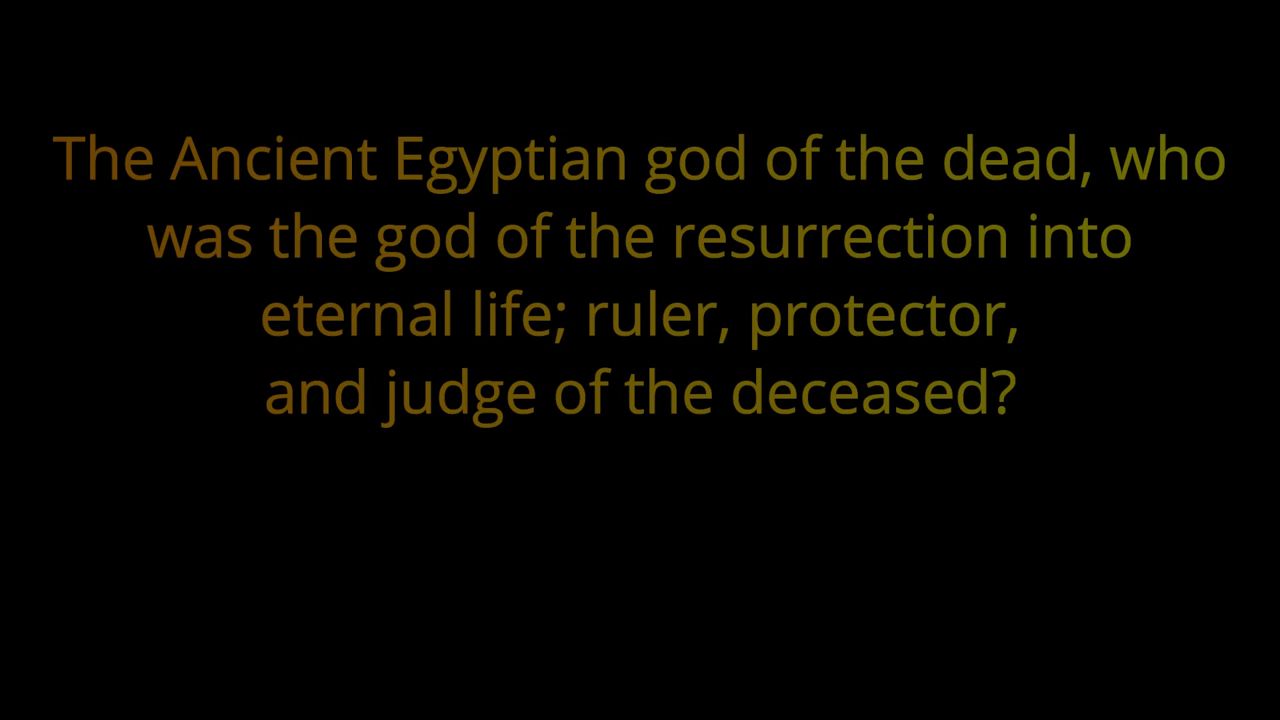 The Ancient Egyptian god of the dead, who
was the god of the resurrection into
eternal life; ruler, protector,
and judge of the deceased?